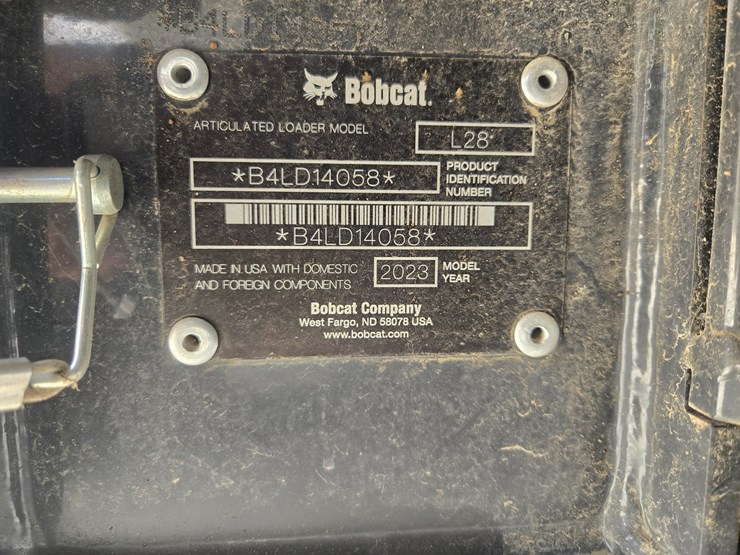 Bobcat.
ARTICULATED LOADER MODEL
L28
*B4LD14058*
PRODUCT
IDENTIFICATION
NUMBER
*B4LD14058*
MADE IN USA WITH DOMESTIC
AND FOREIGN COMPONENTS
2023
MODEL
YEAR
Bobcat Company
West Fargo, ND 58078 USA
www.bobcat.com